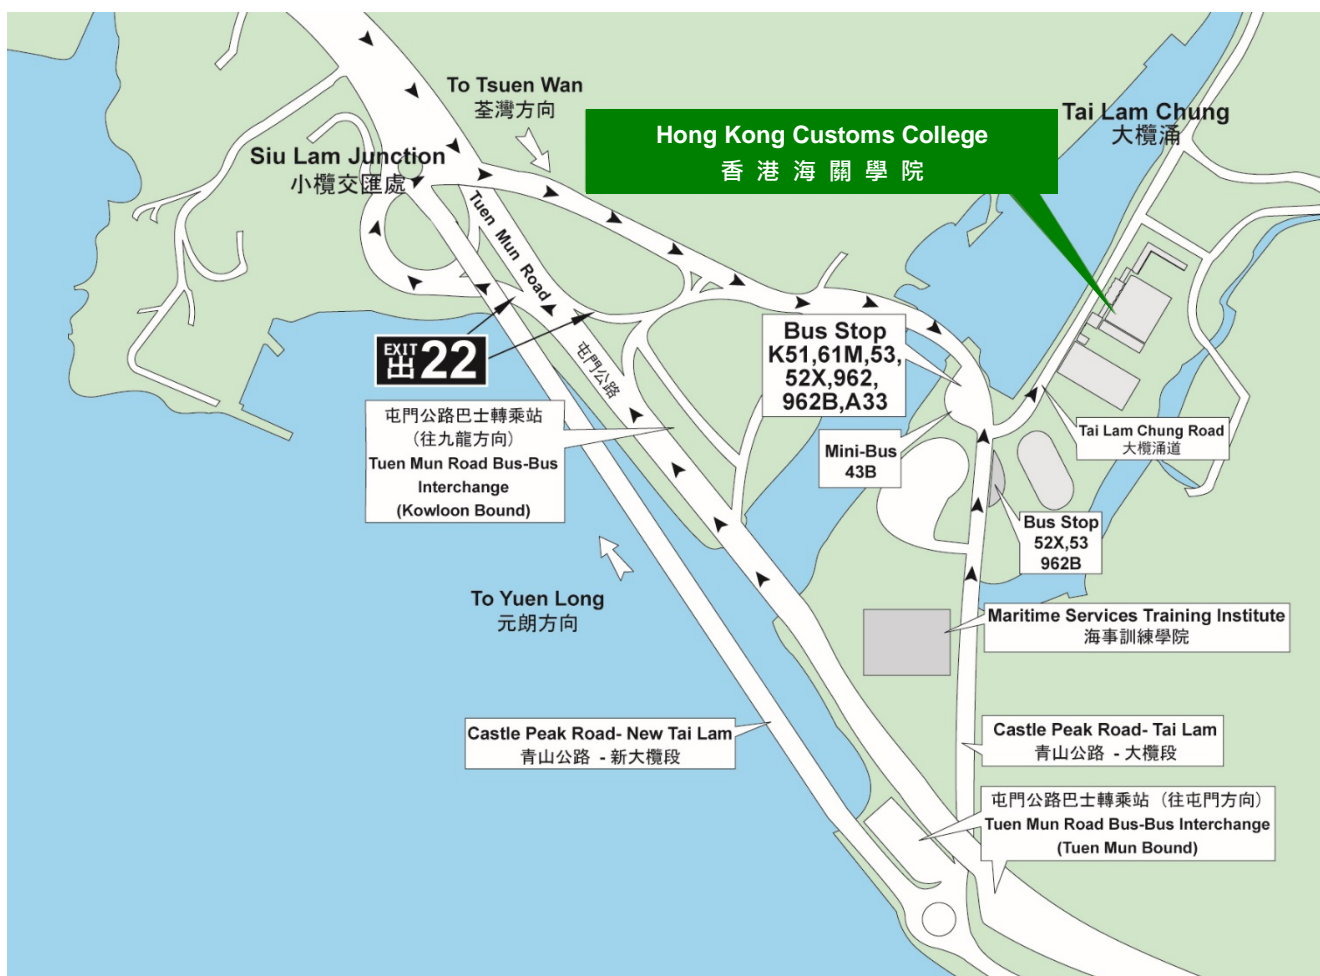 To Tsuen Wan
荃灣方向
Hong Kong Customs College
香港海關學院
Tai Lam Chung
大欖涌
Siu Lam Junction
小欖交匯處
Tuen Mun Road
屯門公路
EXIT
出 22
Bus Stop
K51,61M,53,
52X,962,
962B,A33
屯門公路巴士轉乘站
（往九龍方向）
Tuen Mun Road Bus-Bus
Interchange
(Kowloon Bound)
Mini-Bus
43B
Tai Lam Chung Road
大欖涌道
Bus Stop
52X,53
962B
To Yuen Long
元朗方向
Maritime Services Training Institute
海事訓練學院
Castle Peak Road- New Tai Lam
青山公路 - 新大欖段
Castle Peak Road- Tai Lam
青山公路 - 大欖段
屯門公路巴士轉乘站（往屯門方向）
Tuen Mun Road Bus-Bus Interchange
(Tuen Mun Bound)